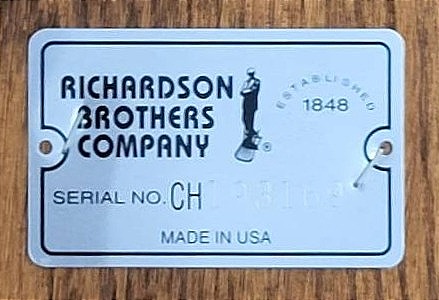 RICHARDSON
BROTHERS
COMPANY
®
ESTABLISHED
1848
SERIAL NO. CH
MADE IN USA